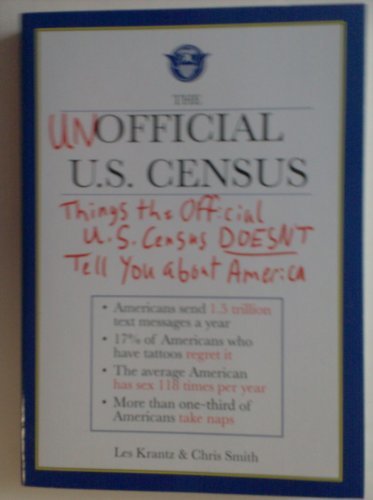 THE
UNOFFICIAL
U.S. CENSUS
Things the Official
U.S. Census DOESNT
Tell You about America
• Americans send 1.5 trillion
text messages a year
• 17% of Americans who
have tattoos regret it
• The average American
has sex 118 times per year
• More than one-third of
Americans take naps
Les Krantz & Chris Smith